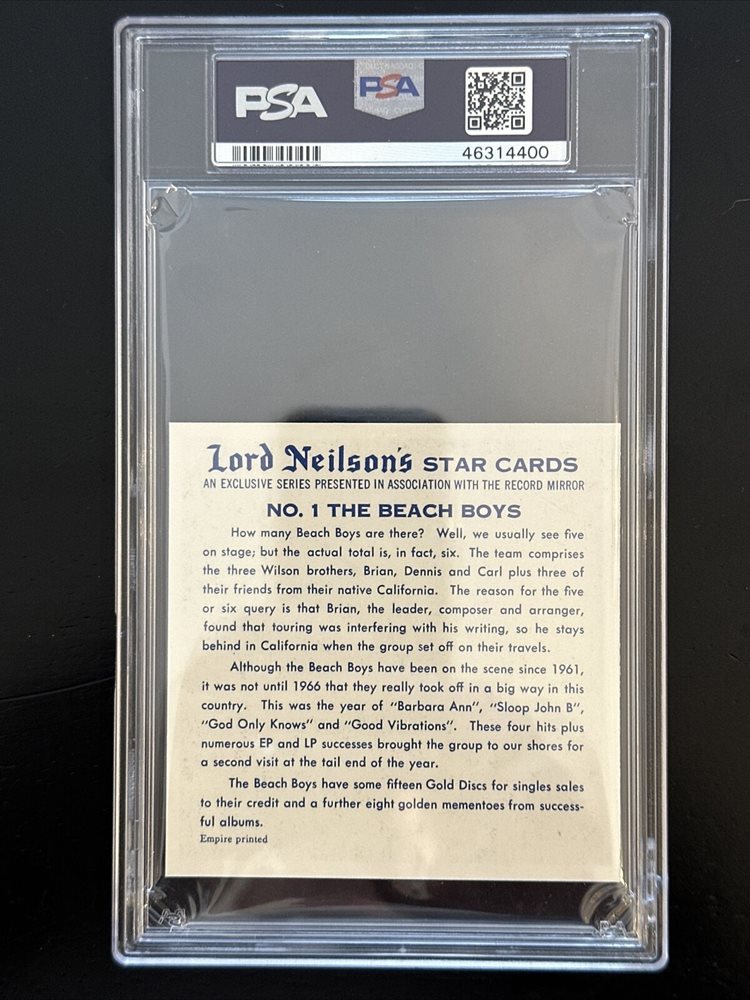 PSA
PSA
46314400
Lord Neilson's STAR CARDS
AN EXCLUSIVE SERIES PRESENTED IN ASSOCIATION WITH THE RECORD MIRROR
NO. 1 THE BEACH BOYS
How many Beach Boys are there? Well, we usually see five
on stage; but the actual total is, in fact, six. The team comprises
the three Wilson brothers, Brian, Dennis and Carl plus three of
their friends from their native California. The reason for the five
or six query is that Brian, the leader, composer and arranger,
found that touring was interfering with his writing, so he stays
behind in California when the group set off on their travels.
Although the Beach Boys have been on the scene since 1961,
it was not until 1966 that they really took off in a big way in this
country. This was the year of "Barbara Ann", "Sloop John B",
"God Only Knows" and "Good Vibrations". These four hits plus
numerous EP and LP successes brought the group to our shores for
a second visit at the tail end of the year.
The Beach Boys have some fifteen Gold Discs for singles sales
to their credit and a further eight golden mementoes from success-
ful albums.
Empire printed